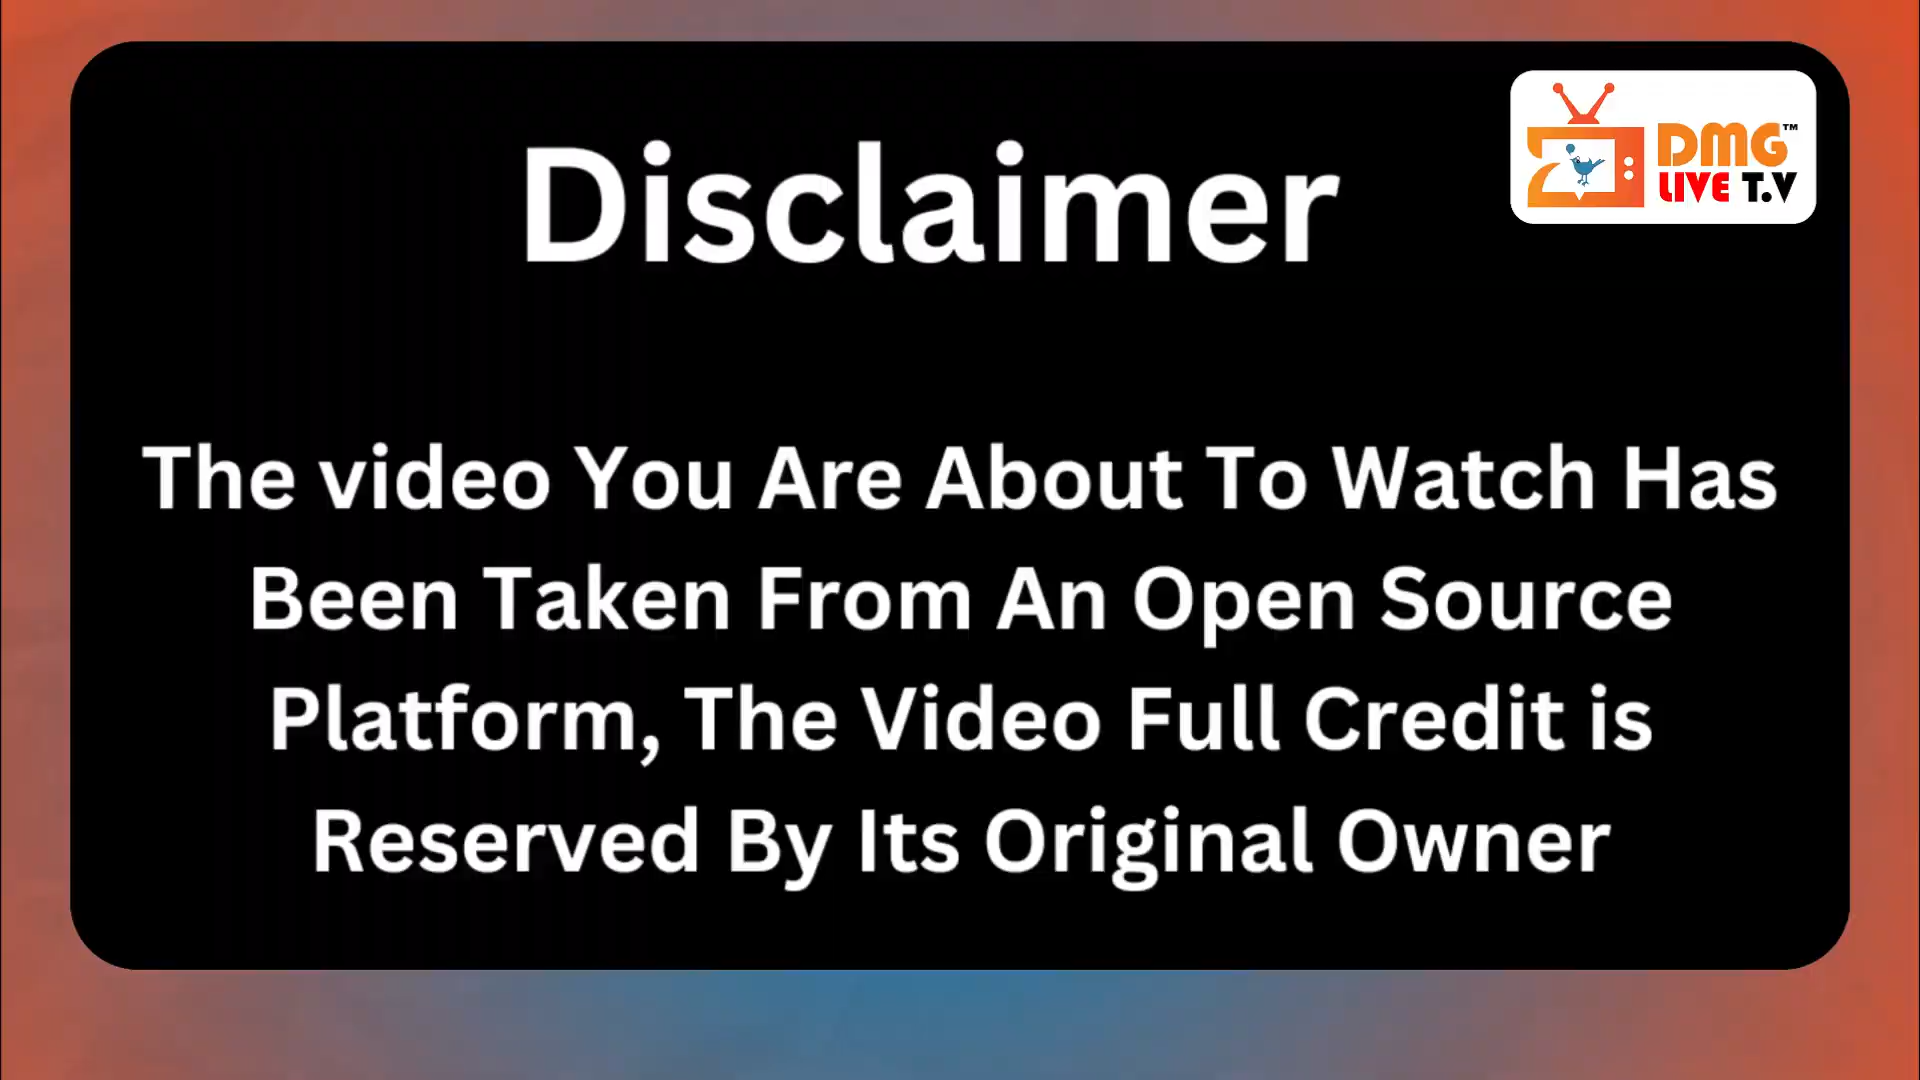 DMG™
LIVE T.V
Disclaimer
The video You Are About To Watch Has
Been Taken From An Open Source
Platform, The Video Full Credit is
Reserved By Its Original Owner